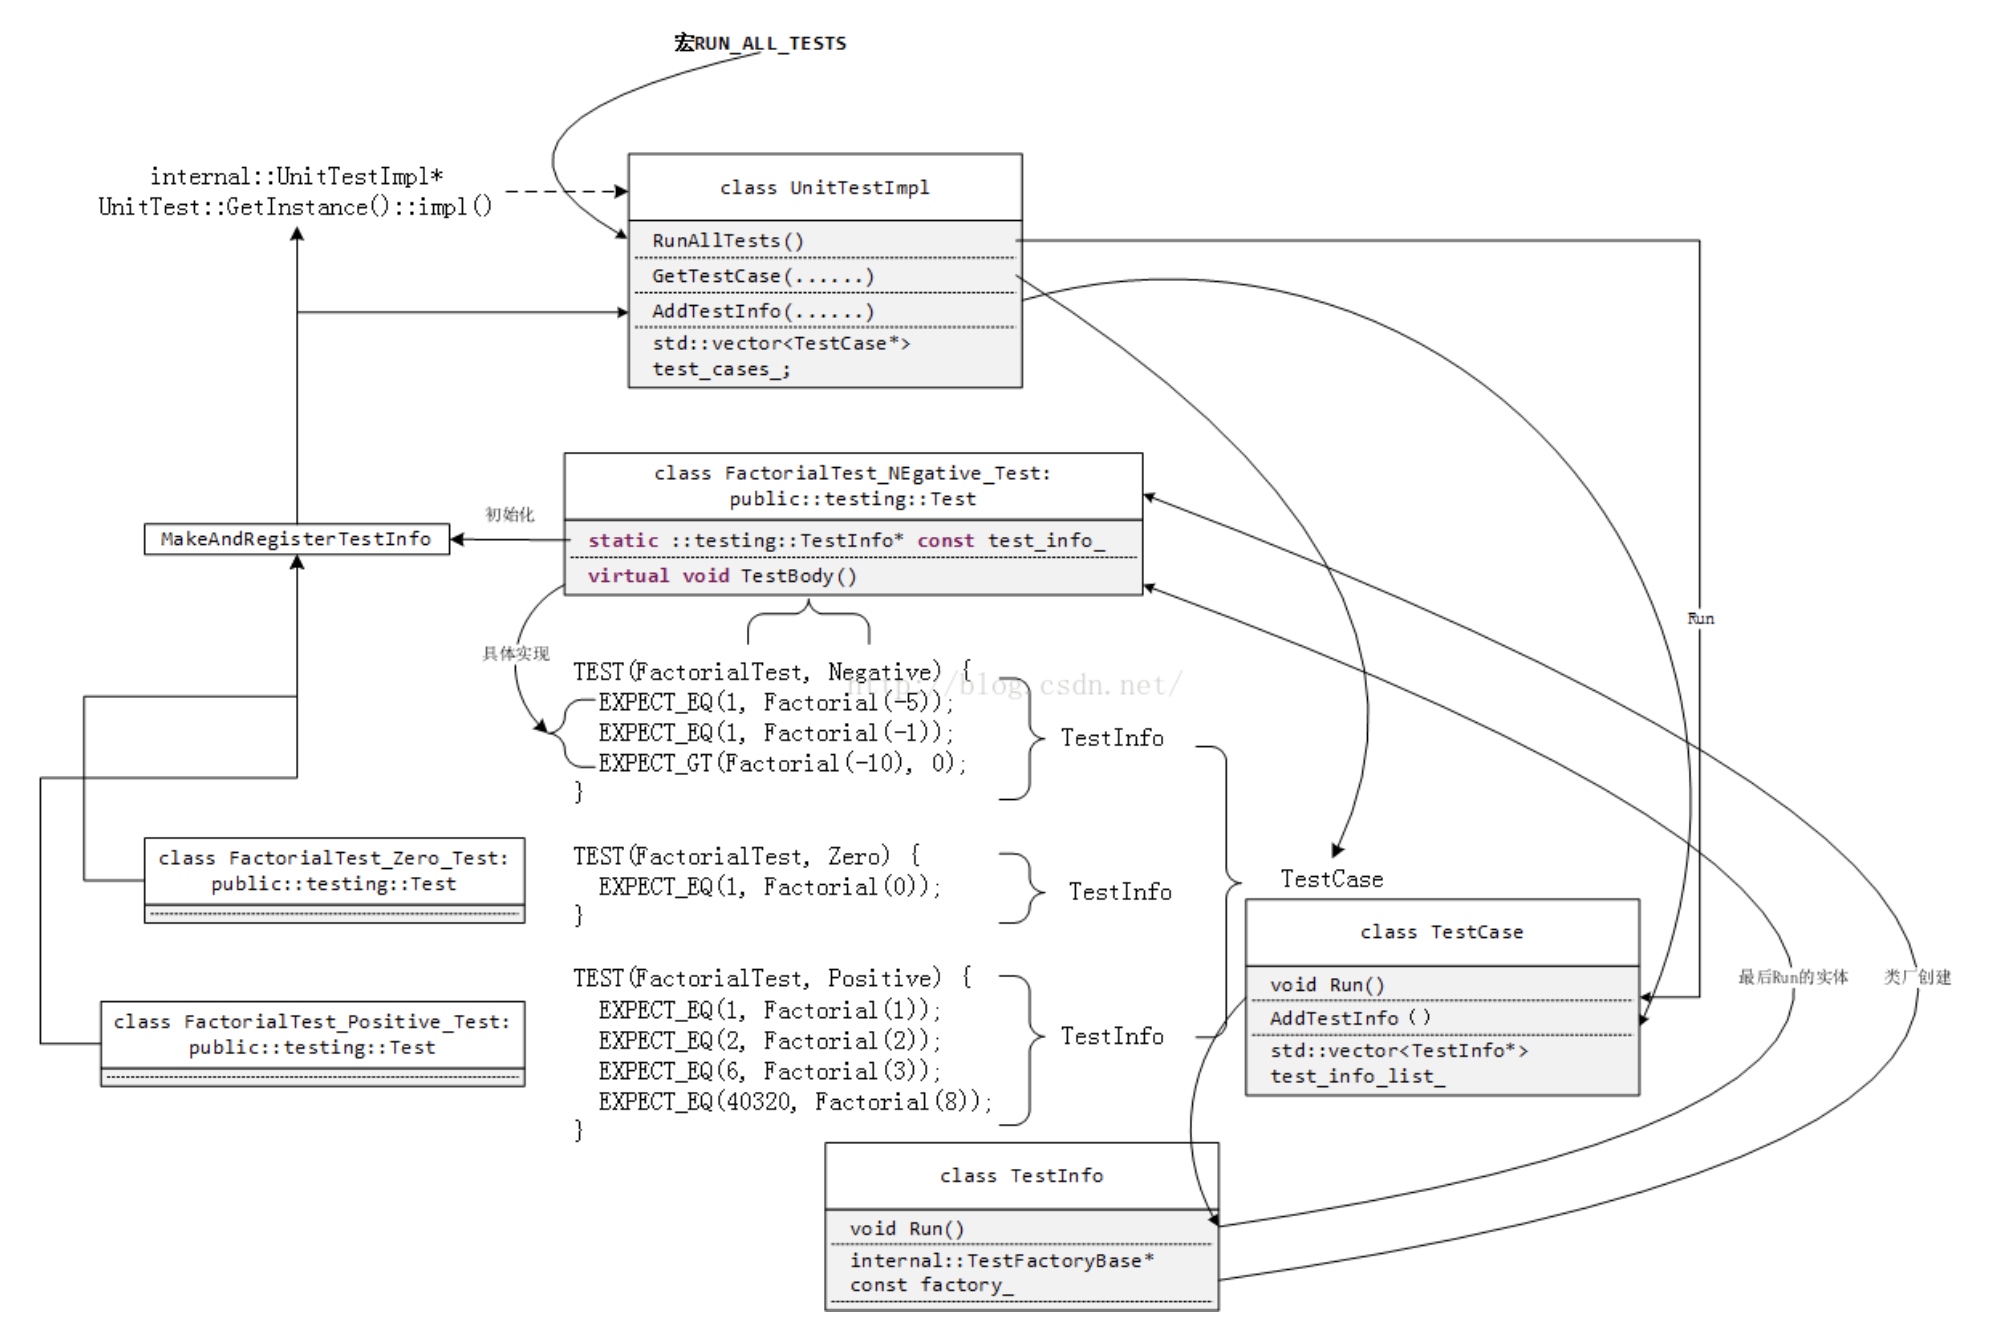 宏RUN_ALL_TESTS
internal::UnitTestImpl*
UnitTest::GetInstance()::impl()
class UnitTestImpl
RunAllTests()
GetTestCase(......)
AddTestInfo(......)
std::vector<TestCase*>
test_cases_;
class FactorialTest_NEgative_Test:
public::testing::Test
初始化
MakeAndRegisterTestInfo
static ::testing::TestInfo* const test_info_
virtual void TestBody()
Run
具体实现
TEST(FactorialTest, Negative) {
EXPECT_EQ(1, Factorial(-5));
EXPECT_EQ(1, Factorial(-1));
EXPECT_GT(Factorial(-10), 0);
}
TestInfo
http://blog.csdn.net/
class FactorialTest_Zero_Test:
public::testing::Test
TEST(FactorialTest, Zero) {
EXPECT_EQ(1, Factorial(0));
}
TestInfo
TestCase
class TestCase
void Run()
AddTestInfo()
std::vector<TestInfo*>
test_info_list_
最后Run的实体
类厂创建
class FactorialTest_Positive_Test:
public::testing::Test
TEST(FactorialTest, Positive) {
EXPECT_EQ(1, Factorial(1));
EXPECT_EQ(2, Factorial(2));
EXPECT_EQ(6, Factorial(3));
EXPECT_EQ(40320, Factorial(8));
}
TestInfo
class TestInfo
void Run()
internal::TestFactoryBase*
const factory_